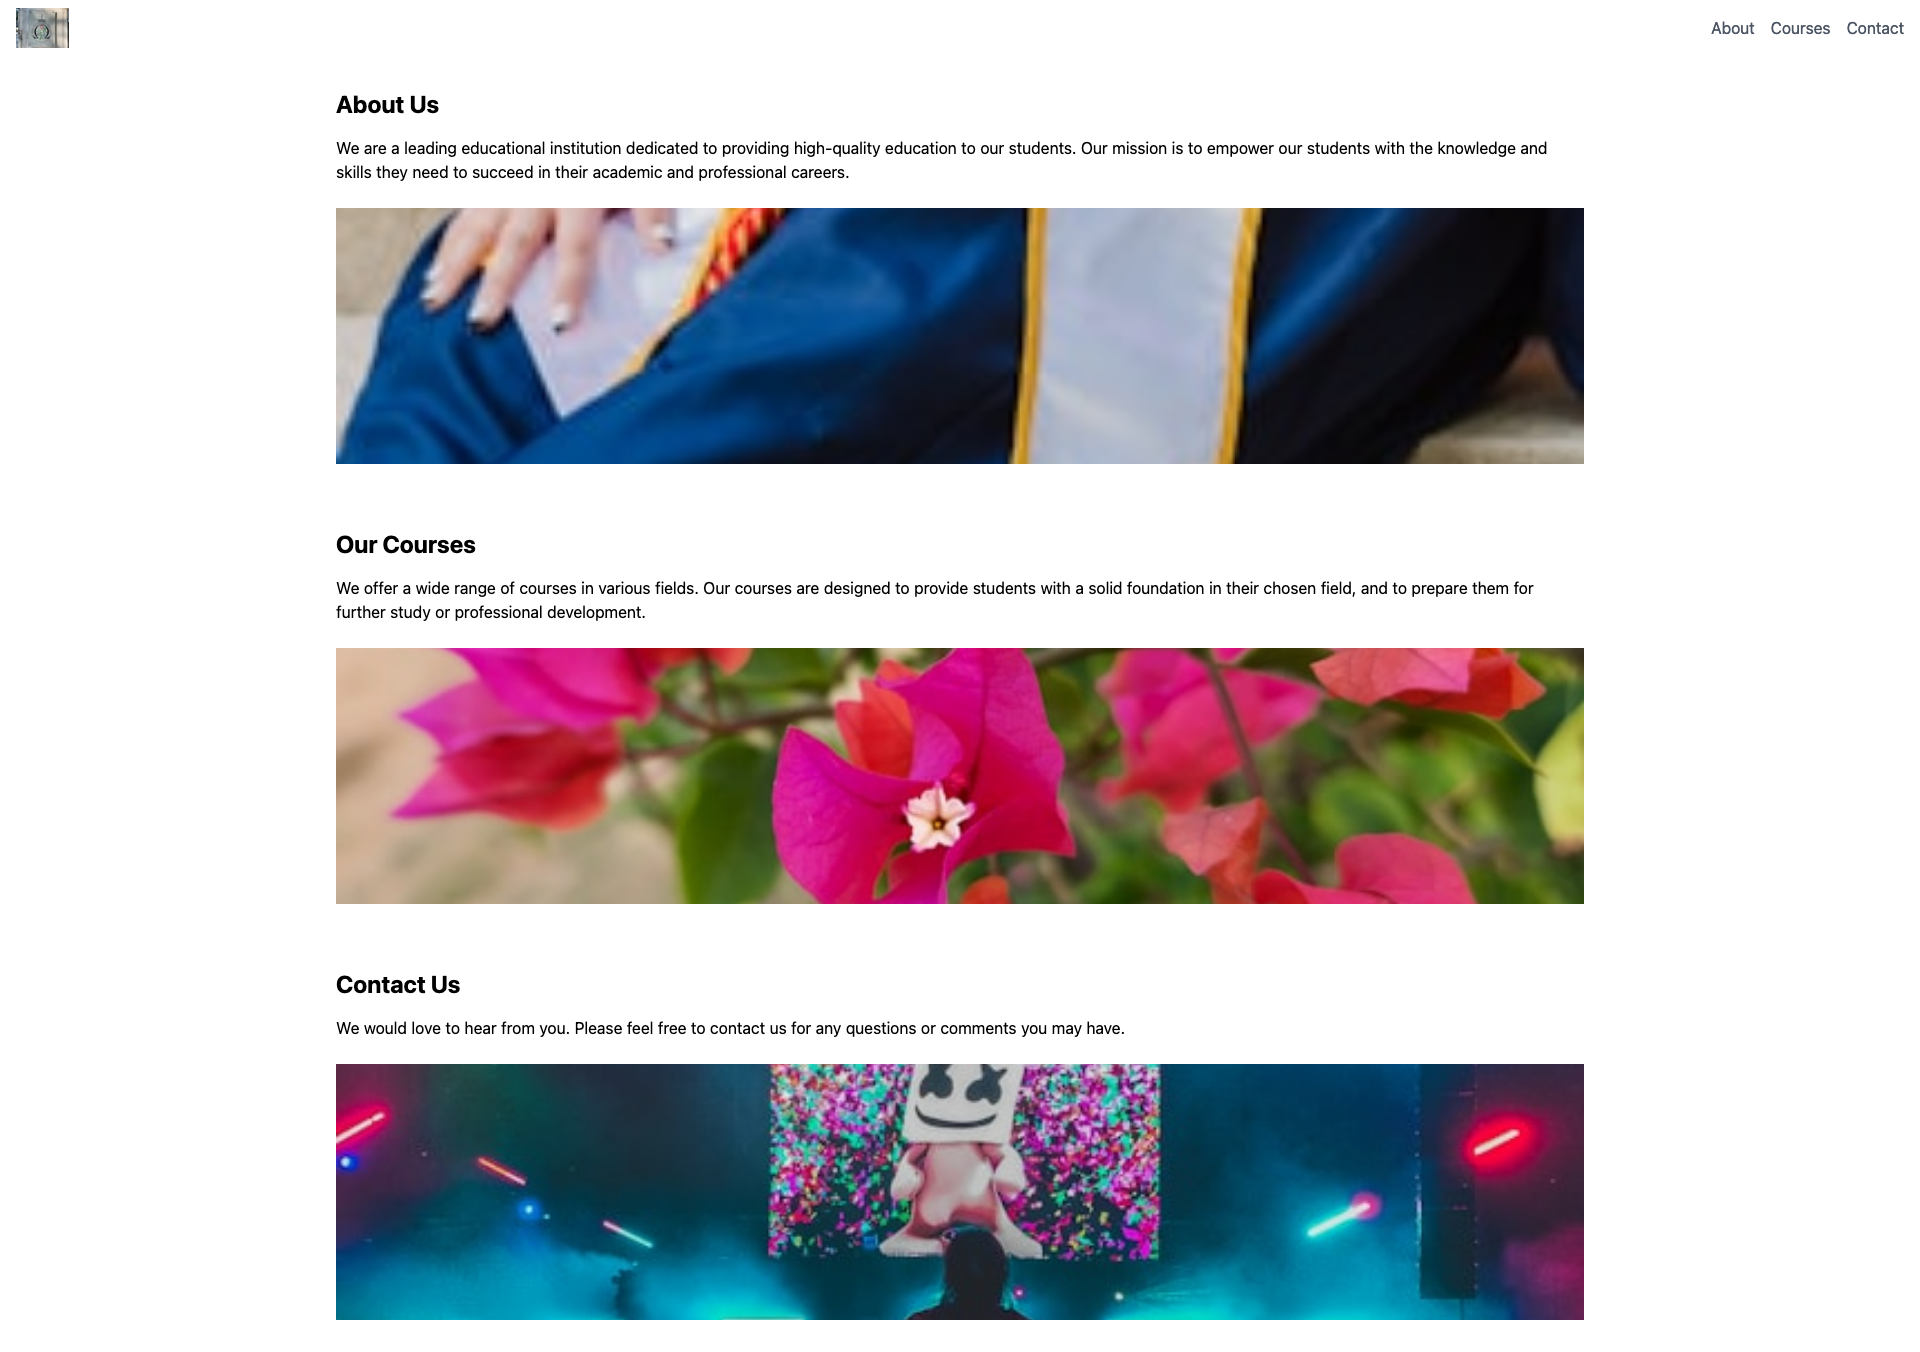 About Courses Contact
About Us
We are a leading educational institution dedicated to providing high-quality education to our students. Our mission is to empower our students with the knowledge and
skills they need to succeed in their academic and professional careers.
Our Courses
We offer a wide range of courses in various fields. Our courses are designed to provide students with a solid foundation in their chosen field, and to prepare them for
further study or professional development.
Contact Us
We would love to hear from you. Please feel free to contact us for any questions or comments you may have.